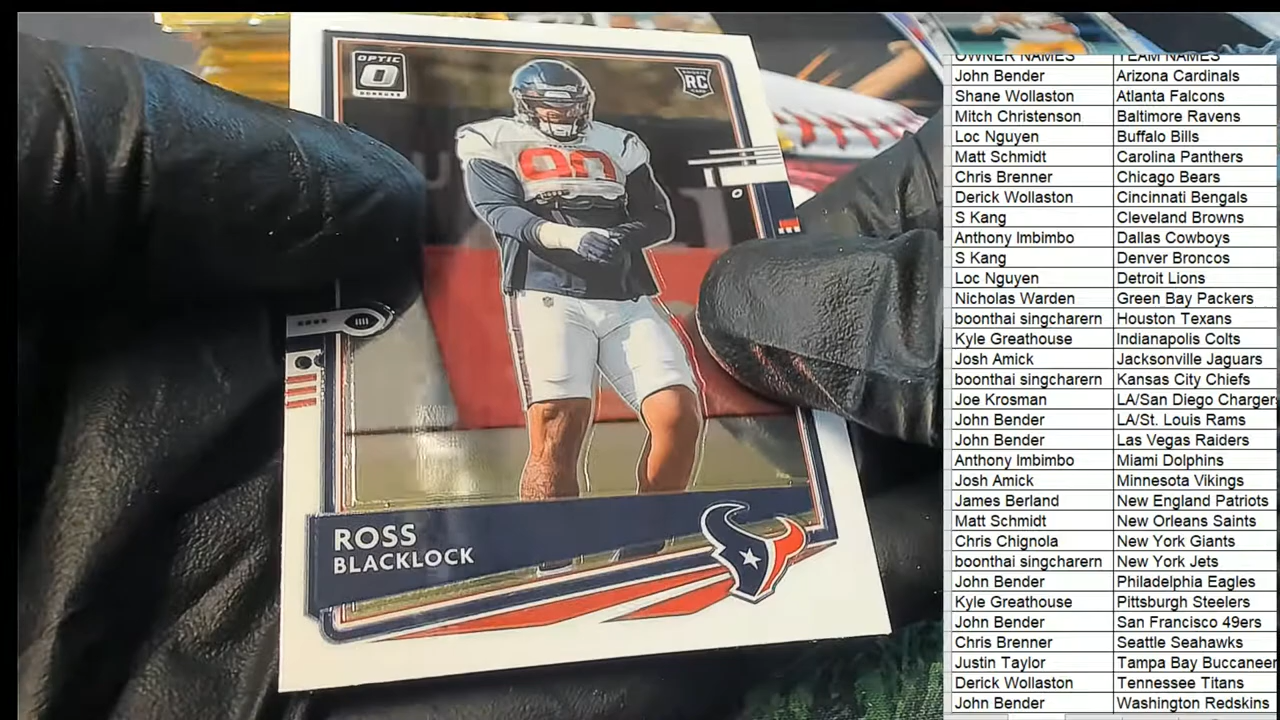 OPTIC
DONRUSS
RC
90
ROSS
BLACKLOCK
OWNER NAMES TEAM NAMES
John Bender Arizona Cardinals
Shane Wollaston Atlanta Falcons
Mitch Christenson Baltimore Ravens
Loc Nguyen Buffalo Bills
Matt Schmidt Carolina Panthers
Chris Brenner Chicago Bears
Derick Wollaston Cincinnati Bengals
S Kang Cleveland Browns
Anthony Imbimbo Dallas Cowboys
S Kang Denver Broncos
Loc Nguyen Detroit Lions
Nicholas Warden Green Bay Packers
boonthai singcharern Houston Texans
Kyle Greathouse Indianapolis Colts
Josh Amick Jacksonville Jaguars
boonthai singcharern Kansas City Chiefs
Joe Krosman LA/San Diego Chargers
John Bender LA/St. Louis Rams
John Bender Las Vegas Raiders
Anthony Imbimbo Miami Dolphins
Josh Amick Minnesota Vikings
James Berland New England Patriots
Matt Schmidt New Orleans Saints
Chris Chignola New York Giants
boonthai singcharern New York Jets
John Bender Philadelphia Eagles
Kyle Greathouse Pittsburgh Steelers
John Bender San Francisco 49ers
Chris Brenner Seattle Seahawks
Justin Taylor Tampa Bay Buccaneer
Derick Wollaston Tennessee Titans
John Bender Washington Redskins